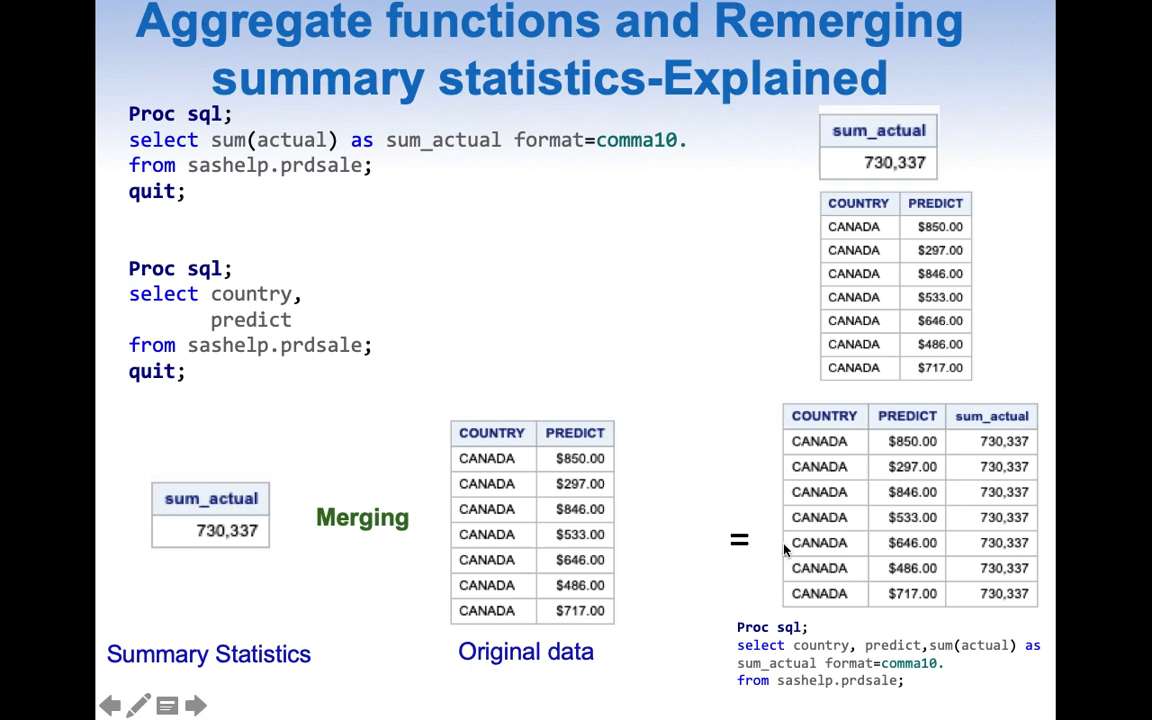 Aggregate functions and Remerging
summary statistics-Explained
Proc sql;
select sum(actual) as sum_actual format=comma10.
from sashelp.prdsale;
quit;
Proc sql;
select country,
predict
from sashelp.prdsale;
quit;
sum_actual
730,337
COUNTRY PREDICT
CANADA $850.00
CANADA $297.00
CANADA $846.00
CANADA $533.00
CANADA $646.00
CANADA $486.00
CANADA $717.00
sum_actual
730,337
Summary Statistics
Merging
COUNTRY PREDICT
CANADA $850.00
CANADA $297.00
CANADA $846.00
CANADA $533.00
CANADA $646.00
CANADA $486.00
CANADA $717.00
Original data
=
COUNTRY PREDICT sum_actual
CANADA $850.00 730,337
CANADA $297.00 730,337
CANADA $846.00 730,337
CANADA $533.00 730,337
CANADA $646.00 730,337
CANADA $486.00 730,337
CANADA $717.00 730,337
Proc sql;
select country, predict,sum(actual) as
sum_actual format=comma10.
from sashelp.prdsale;